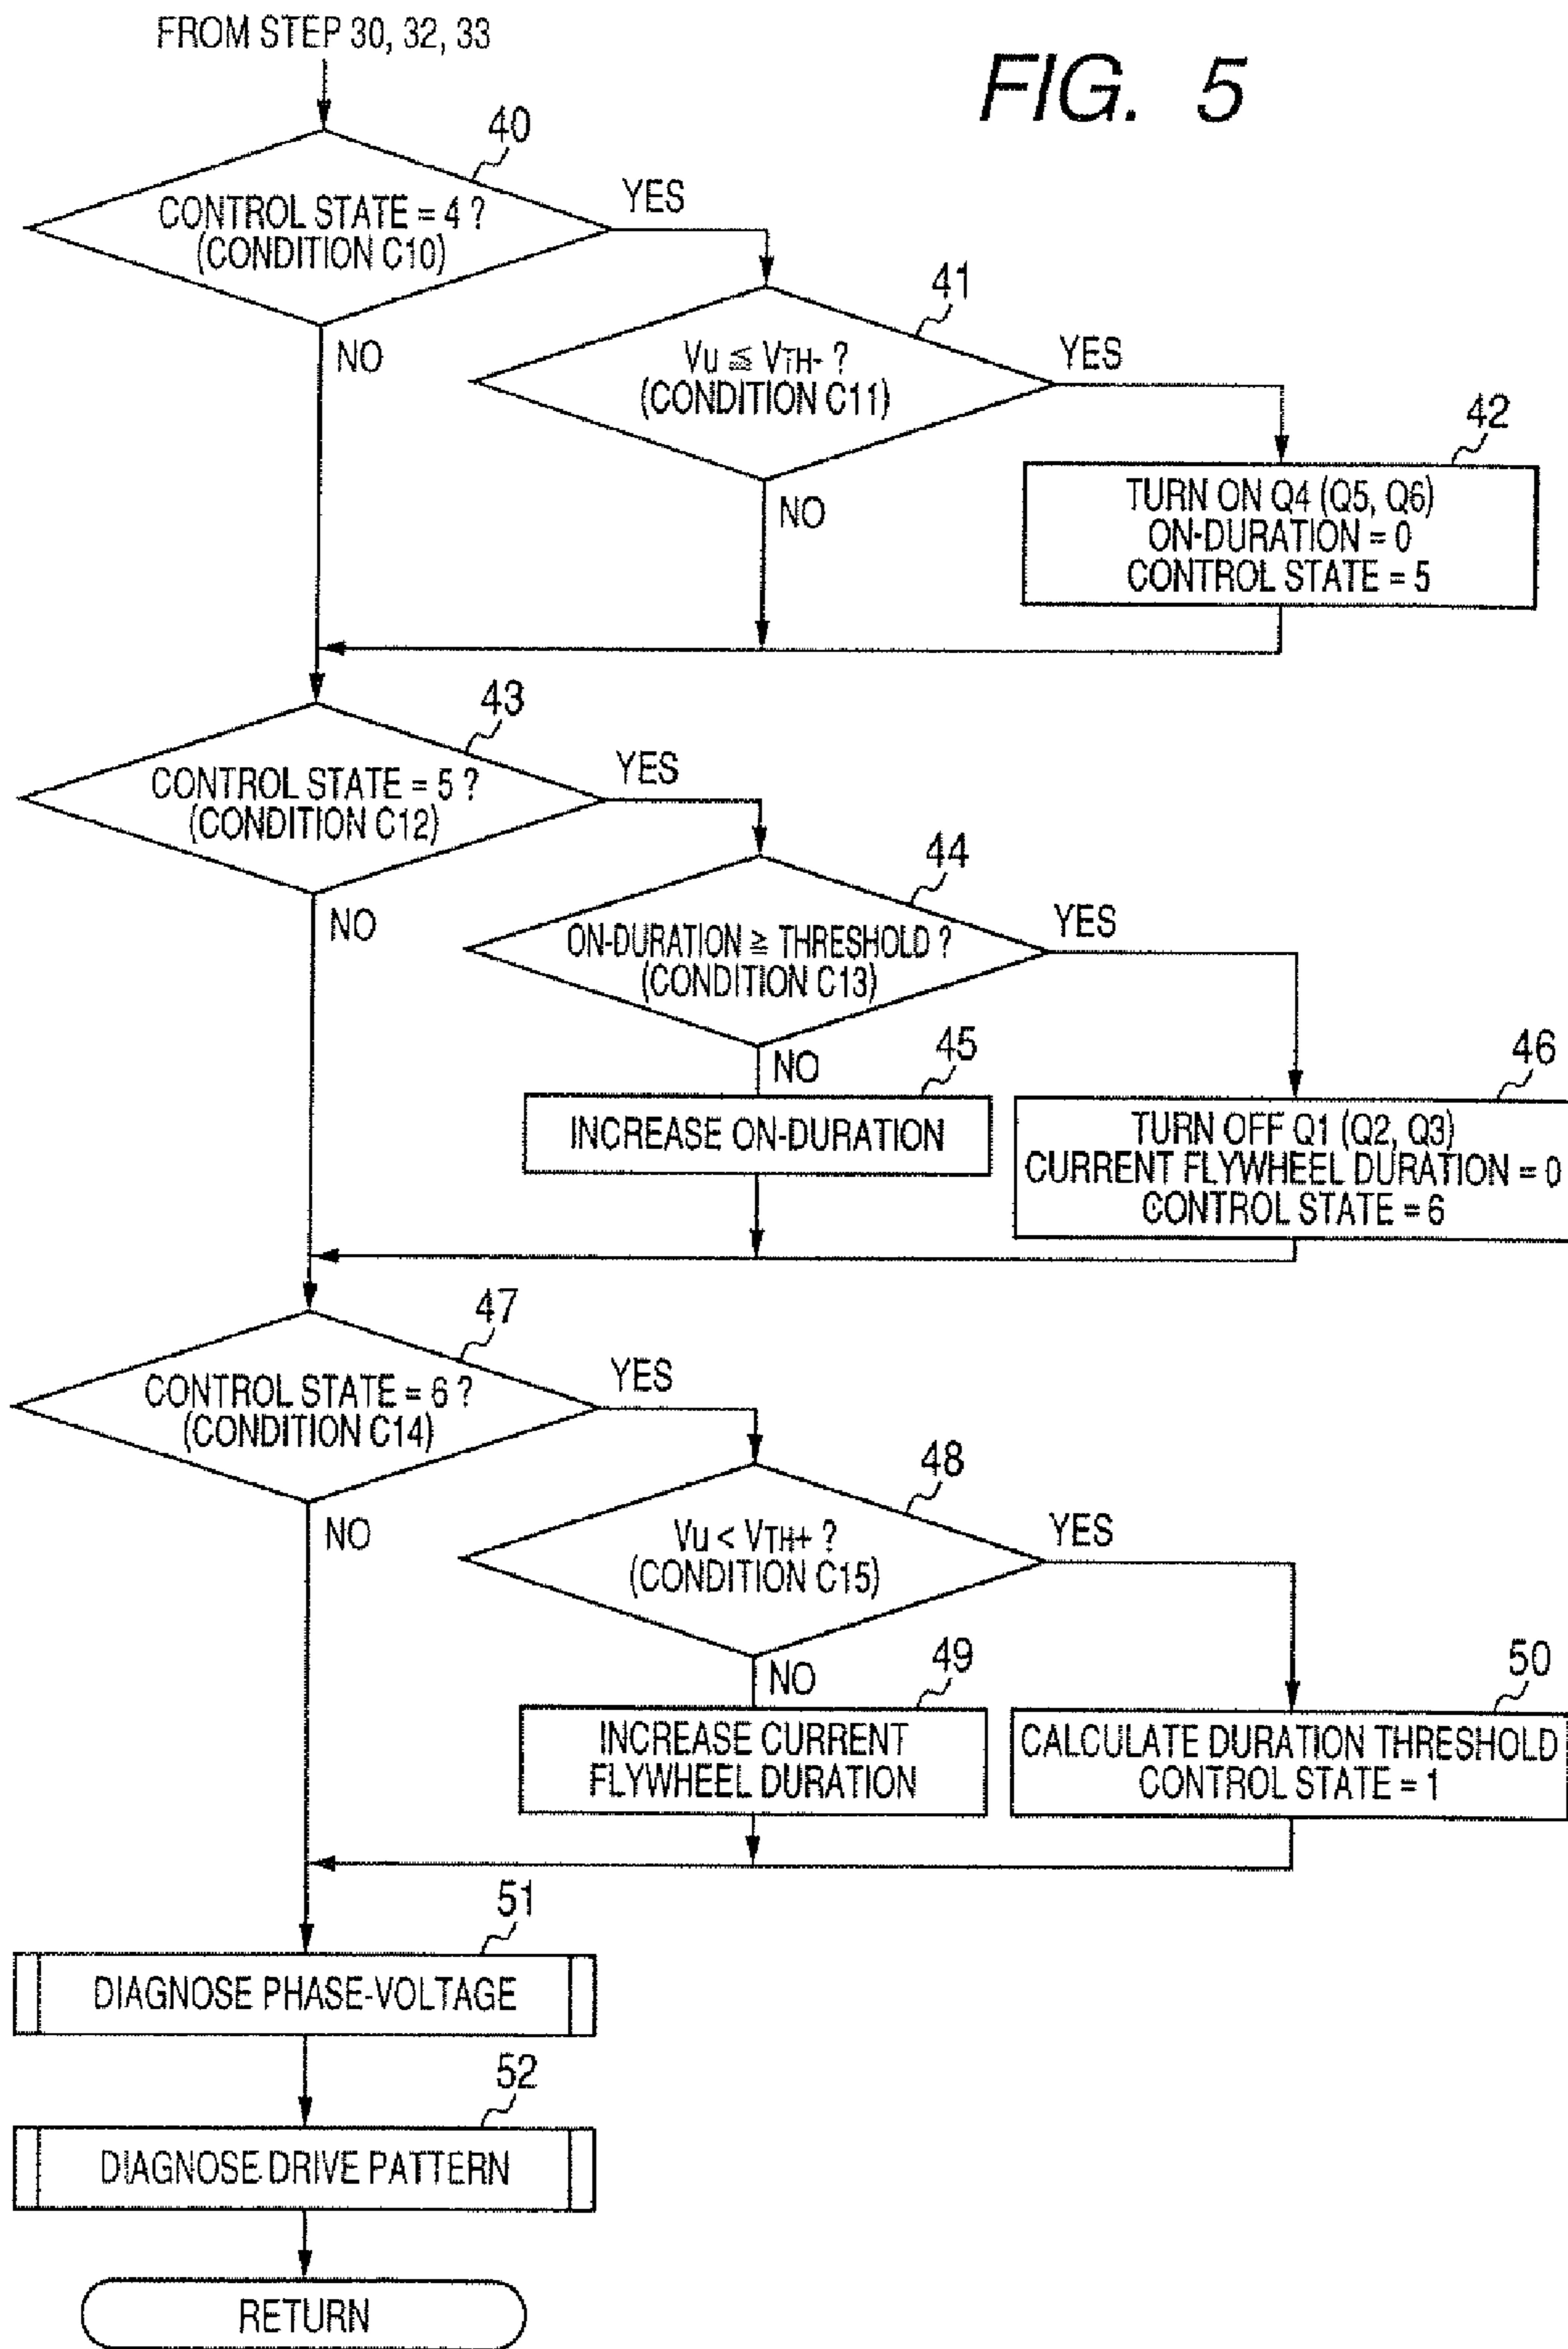 FROM STEP 30, 32, 33
FIG. 5
40
CONTROL STATE = 4 ?
(CONDITION C10)
YES
NO
41
Vu ≦ VTH- ?
(CONDITION C11)
YES
NO
42
TURN ON Q4 (Q5, Q6)
ON-DURATION = 0
CONTROL STATE = 5
43
CONTROL STATE = 5 ?
(CONDITION C12)
YES
NO
44
ON-DURATION ≧ THRESHOLD ?
(CONDITION C13)
YES
NO
45
INCREASE ON-DURATION
46
TURN OFF Q1 (Q2, Q3)
CURRENT FLYWHEEL DURATION = 0
CONTROL STATE = 6
47
CONTROL STATE = 6 ?
(CONDITION C14)
YES
NO
48
Vu < VTH+ ?
(CONDITION C15)
YES
NO
49
INCREASE CURRENT
FLYWHEEL DURATION
50
CALCULATE DURATION THRESHOLD
CONTROL STATE = 1
51
DIAGNOSE PHASE-VOLTAGE
52
DIAGNOSE DRIVE PATTERN
RETURN